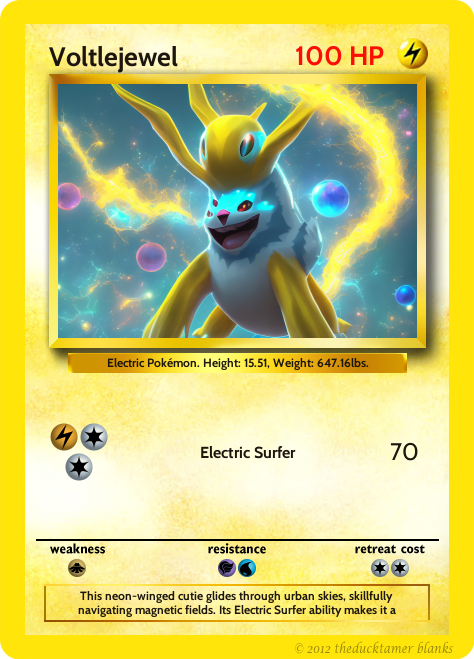 Voltlejewel 100 HP
Electric Pokémon. Height: 15.51, Weight: 647.16lbs.
Electric Surfer 70
weakness resistance retreat cost
This neon-winged cutie glides through urban skies, skillfully
navigating magnetic fields. Its Electric Surfer ability makes it a
© 2012 theducktamer blanks